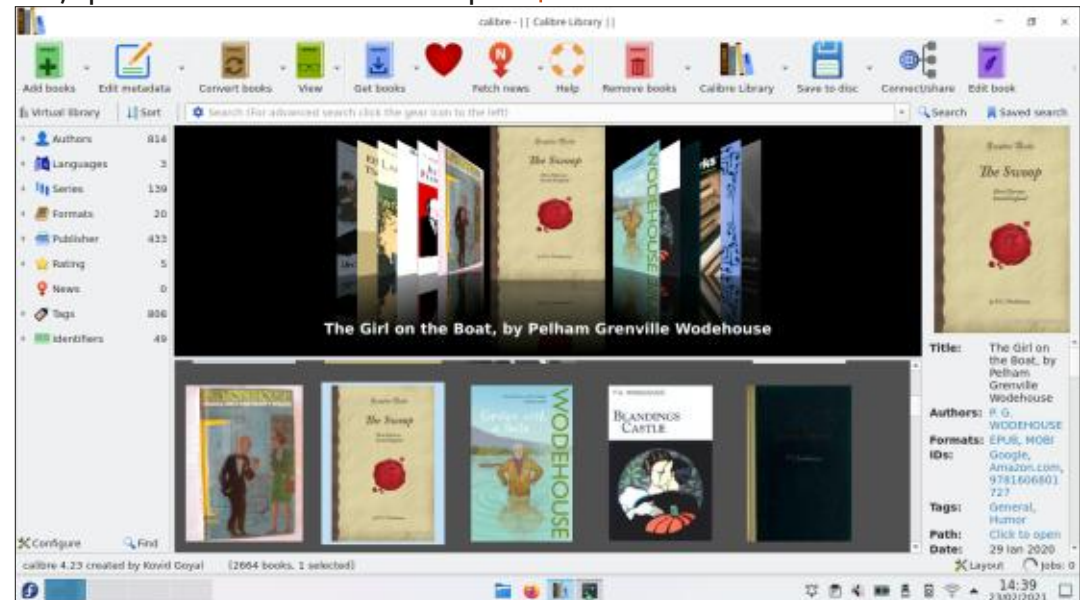 calibre - || Calibre Library ||
Add books
Edit metadata
Convert books
View
Get books
Fetch news
Help
Remove books
Calibre Library
Save to disc
Connect/share
Edit book
Virtual library
Sort
Search (For advanced search click the gear icon to the left)
Search
Saved search
Authors 814
Languages 3
Series 139
Formats 20
Publisher 433
Rating 5
News 0
Tags 806
Identifiers 49
Configure
Find
The Swoop
WODEHOUSE
The Girl on the Boat, by Pelham Grenville Wodehouse
The Swoop
WODEHOUSE
BLANDINGS
CASTLE
The Swoop
Title: The Girl on
the Boat, by
Pelham
Grenville
Wodehouse
Authors: P. G.
WODEHOUSE
Formats: EPUB, MOBI
IDs: Google,
Amazon.com,
9781606801
727
Tags: General,
Humor
Path: Click to open
Date: 29 Jan 2020
calibre 4.23 created by Kovid Goyal
(2664 books, 1 selected)
Layout
Jobs: 0
14:39
23/02/2021